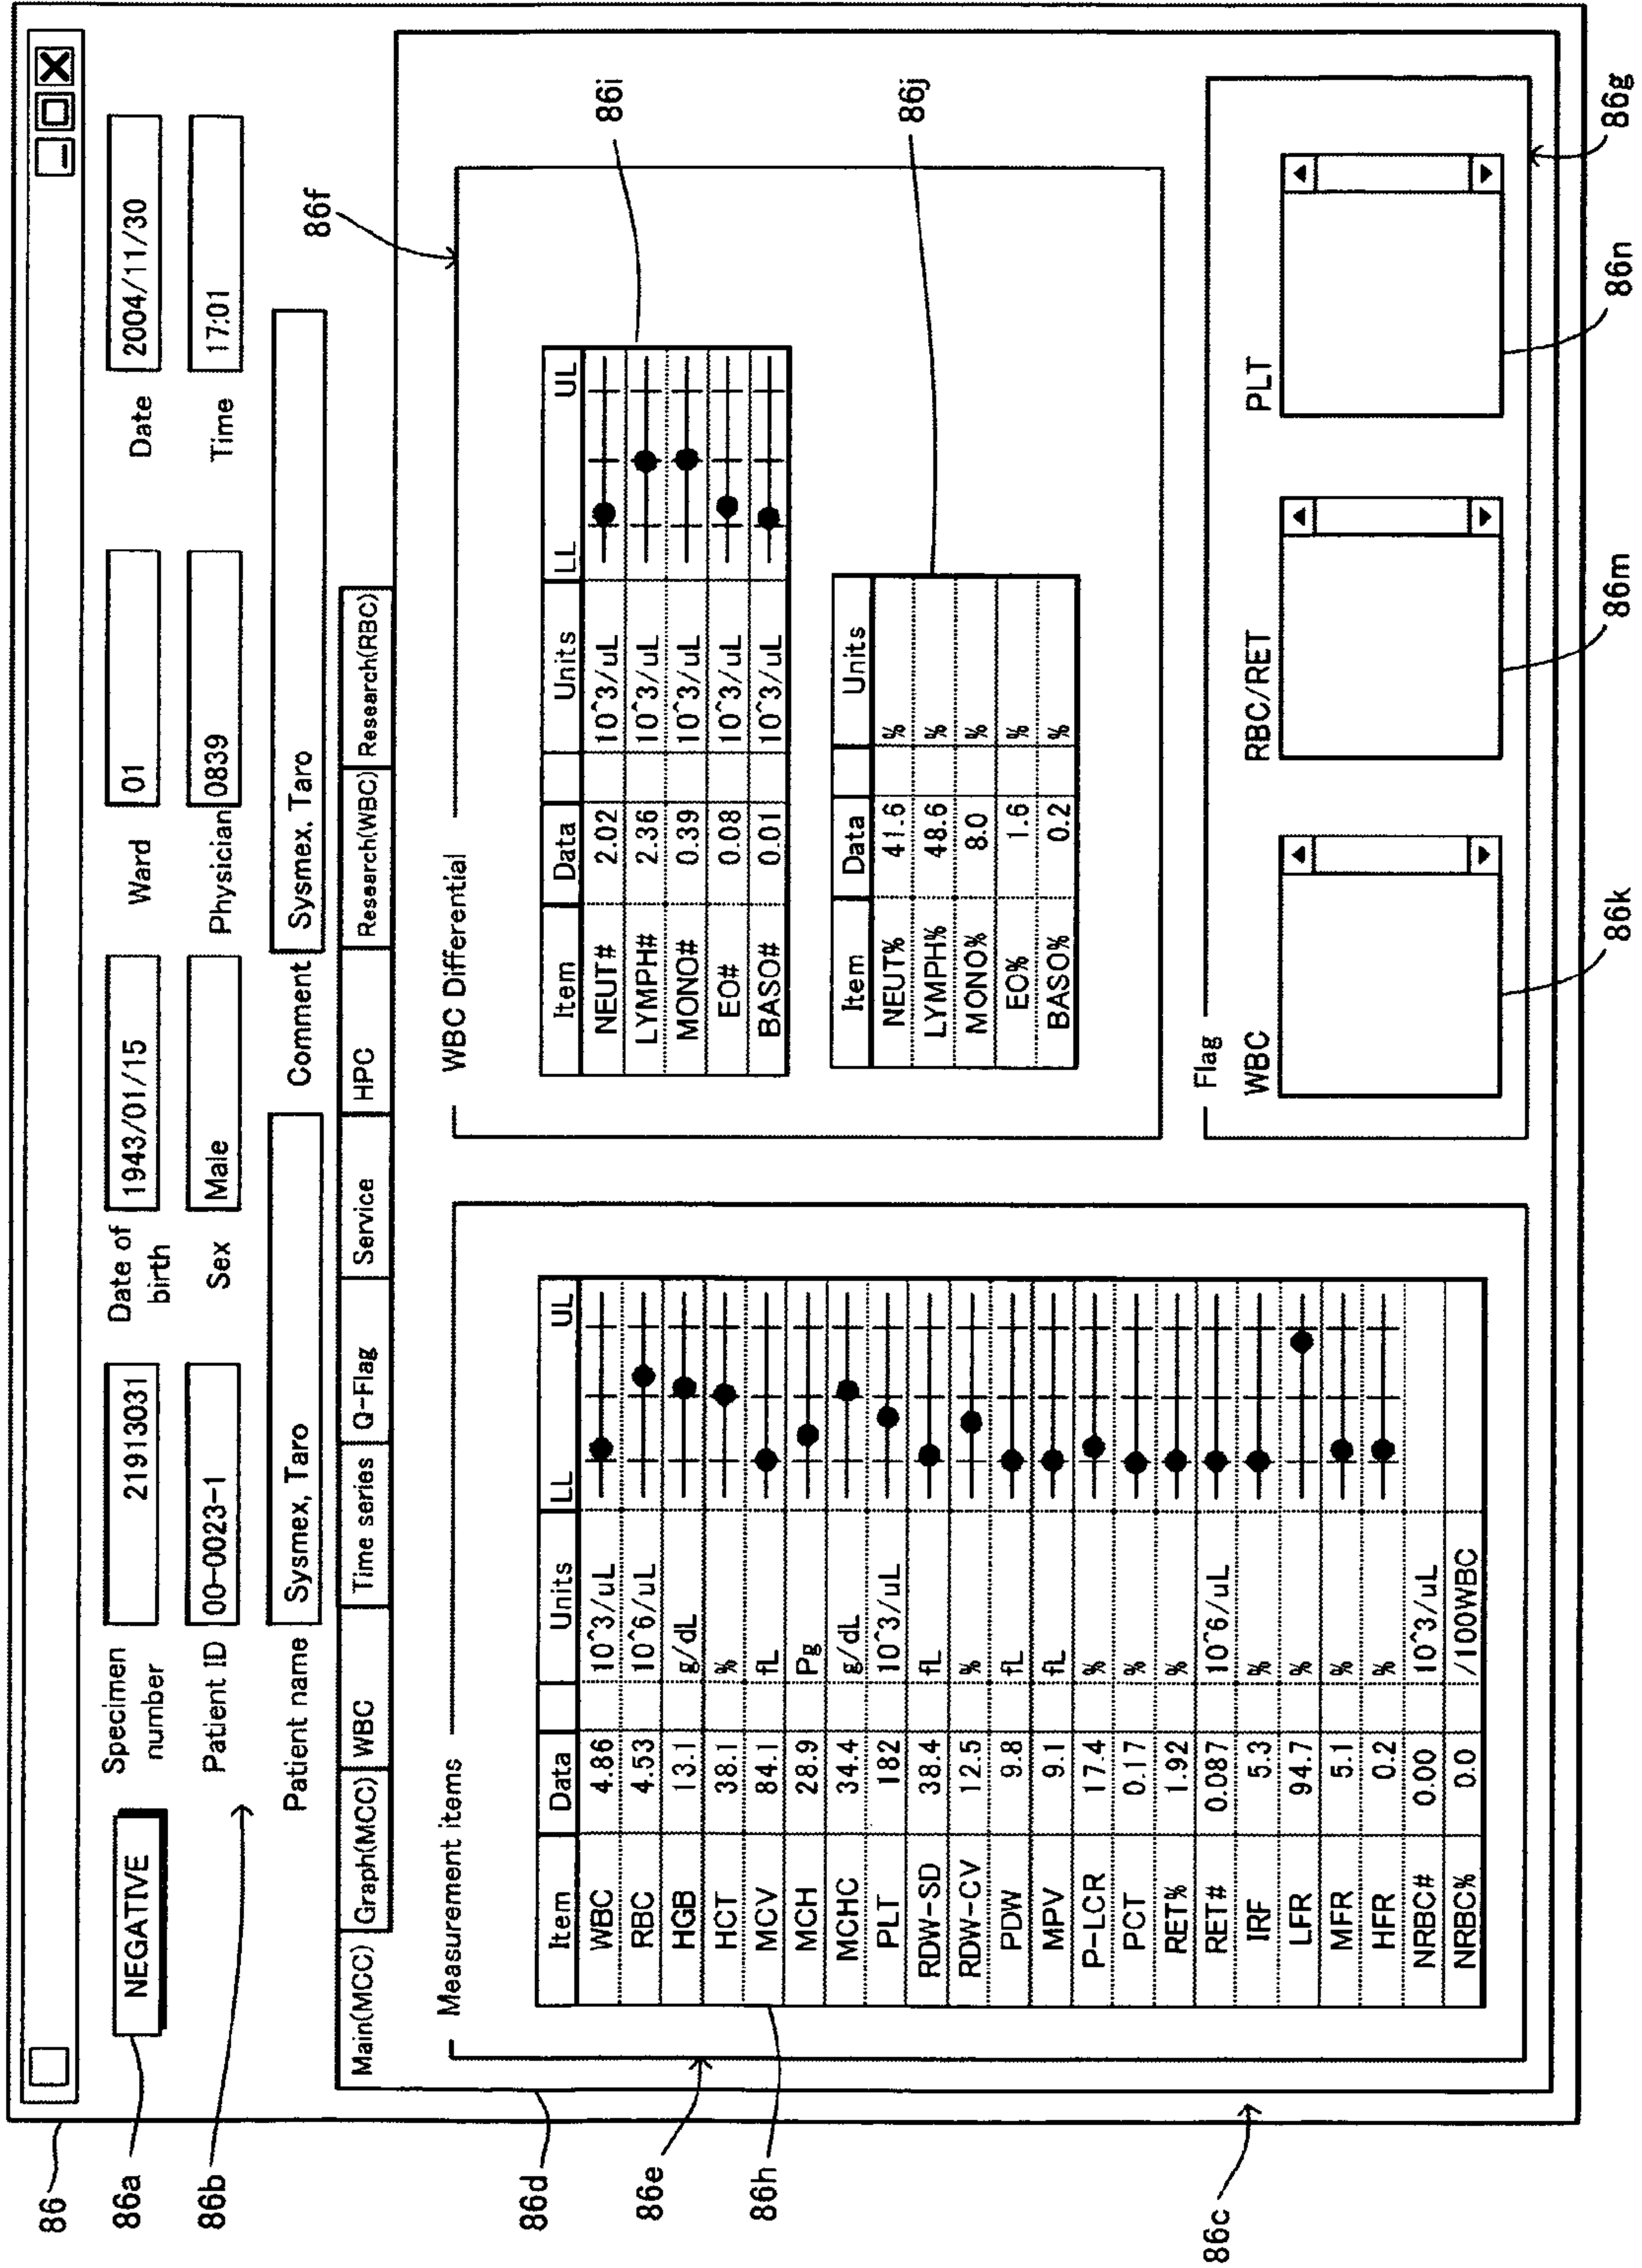 86
86a
86b
NEGATIVE
Specimen number 21913031 Date of birth 1943/01/15 Ward 01 Date 2004/11/30
Patient ID 00-0023-1 Sex Male Physician 0839 Time 17:01
Patient name Sysmex, Taro Comment Sysmex, Taro
Main(MCC) Graph(MCC) WBC Time series Q-Flag Service HPC Research(WBC) Research(RBC)
86d
86f
Measurement items
86e
Item Data Units LL UL
WBC 4.86 10^3/uL
RBC 4.53 10^6/uL
HGB 13.1 g/dL
HCT 38.1 %
MCV 84.1 fL
MCH 28.9 Pg
MCHC 34.4 g/dL
PLT 182 10^3/uL
RDW-SD 38.4 fL
RDW-CV 12.5 %
PDW 9.8 fL
MPV 9.1 fL
P-LCR 17.4 %
PCT 0.17 %
RET% 1.92 %
RET# 0.087 10^6/uL
IRF 5.3 %
LFR 94.7 %
MFR 5.1 %
HFR 0.2 %
NRBC# 0.00 10^3/uL
NRBC% 0.0 /100WBC
86h
86c
WBC Differential
Item Data Units LL UL
NEUT# 2.02 10^3/uL
LYMPH# 2.36 10^3/uL
MONO# 0.39 10^3/uL
EO# 0.08 10^3/uL
BASO# 0.01 10^3/uL
86i
Item Data Units
NEUT% 41.6 %
LYMPH% 48.6 %
MONO% 8.0 %
EO% 1.6 %
BASO% 0.2 %
86j
Flag
WBC RBC/RET PLT
86k 86m 86n 86g